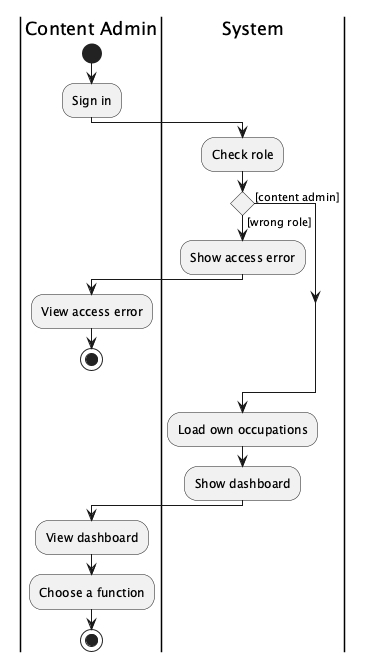 Content Admin
System
Sign in
Check role
[content admin]
[wrong role]
Show access error
View access error
Load own occupations
Show dashboard
View dashboard
Choose a function